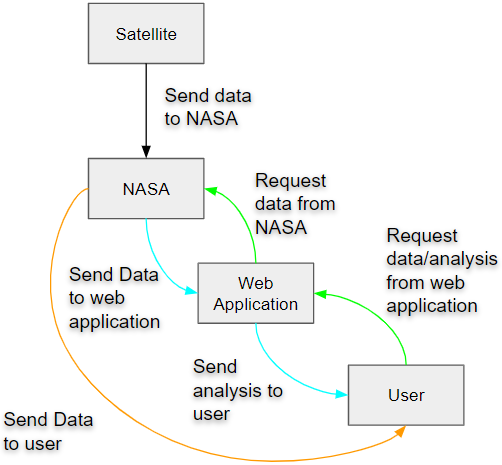 Satellite
Send data
to NASA
NASA
Request
data from
NASA
Send Data
to web
application
Web
Application
Request
data/analysis
from web
application
Send
analysis to
user
User
Send Data
to user